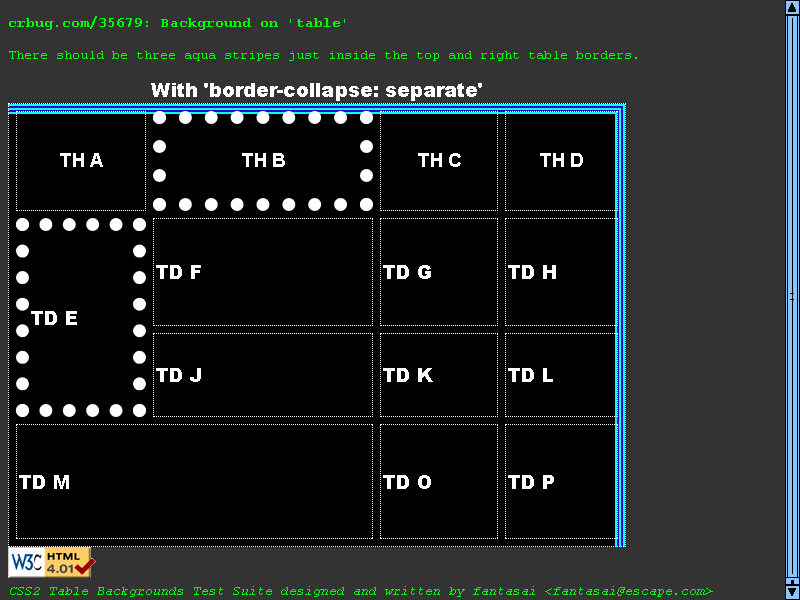 crbug.com/35679: Background on 'table'
There should be three aqua stripes just inside the top and right table borders.
With 'border-collapse: separate'
TH A TH B TH C TH D
TD E
TD F TD G TD H
TD J TD K TD L
TD M TD O TD P
W3C HTML 4.01
CSS2 Table Backgrounds Test Suite designed and written by fantasai <fantasai@escape.com>